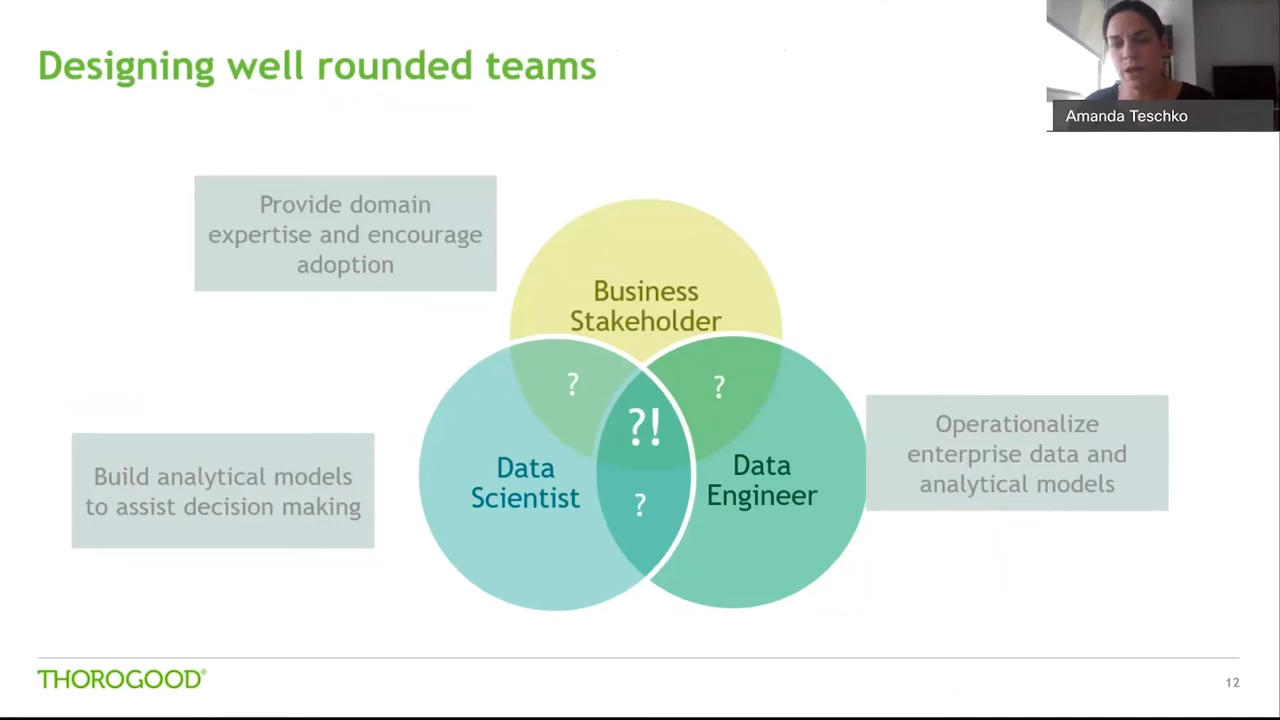 Designing well rounded teams
Amanda Teschko
Provide domain
expertise and encourage
adoption
Business
Stakeholder
?
?
?!
Data
Scientist
Data
Engineer
?
Operationalize
enterprise data and
analytical models
Build analytical models
to assist decision making
THOROGOOD®
12